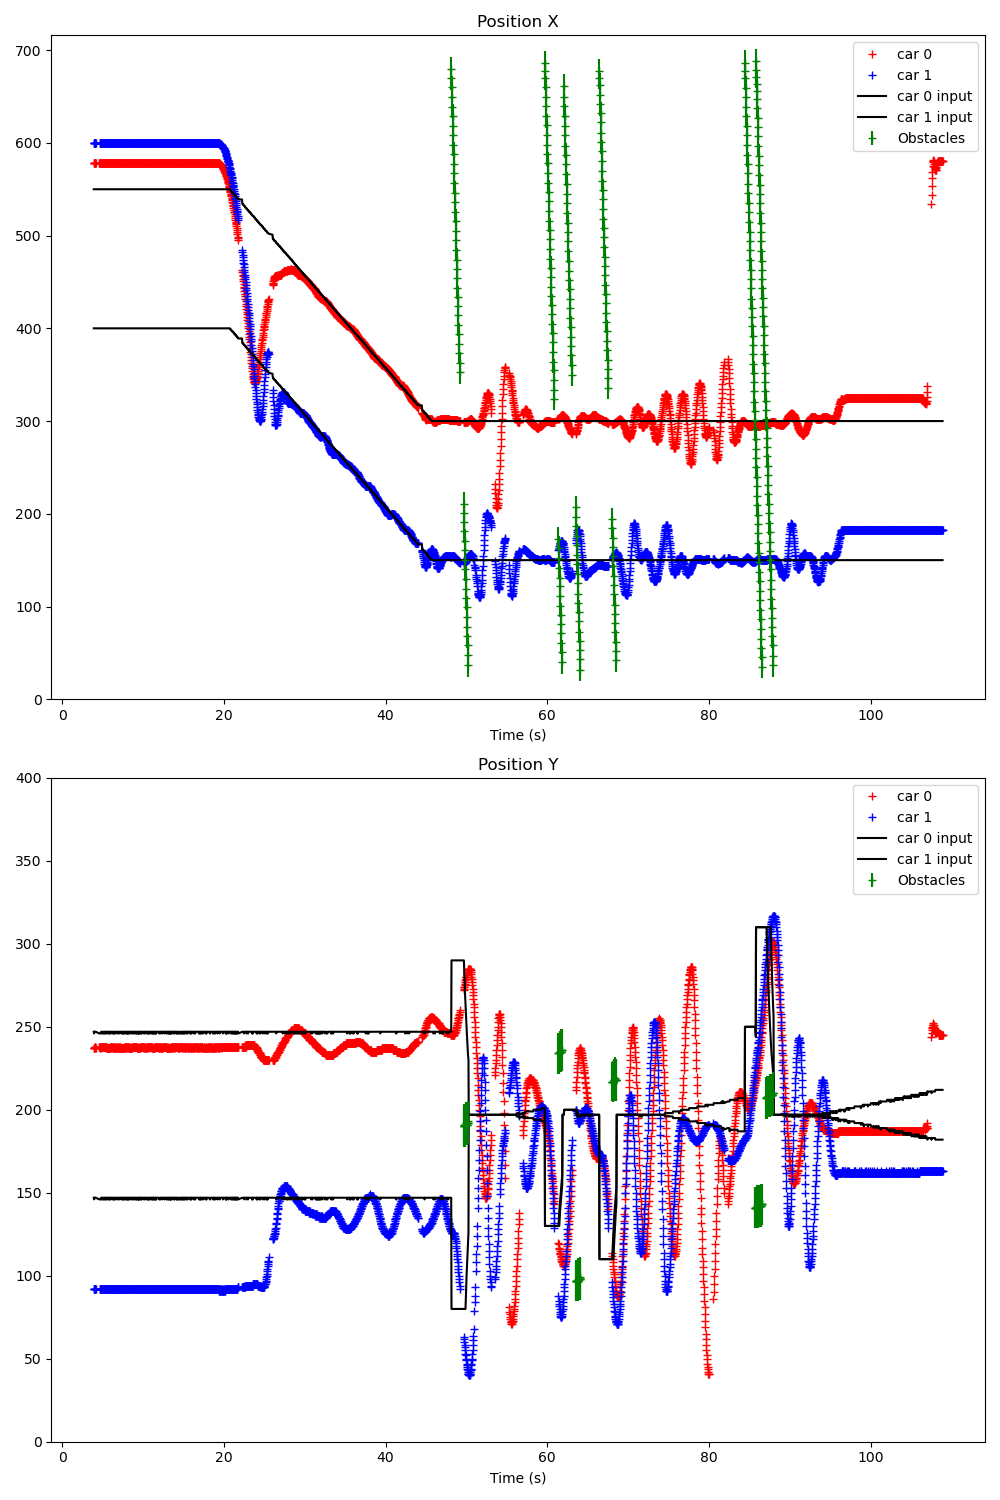 Position X
700
600
500
400
300
200
100
0
car 0
car 1
car 0 input
car 1 input
Obstacles
0 20 40 60 80 100
Time (s)
Position Y
400
350
300
250
200
150
100
50
0
car 0
car 1
car 0 input
car 1 input
Obstacles
0 20 40 60 80 100
Time (s)